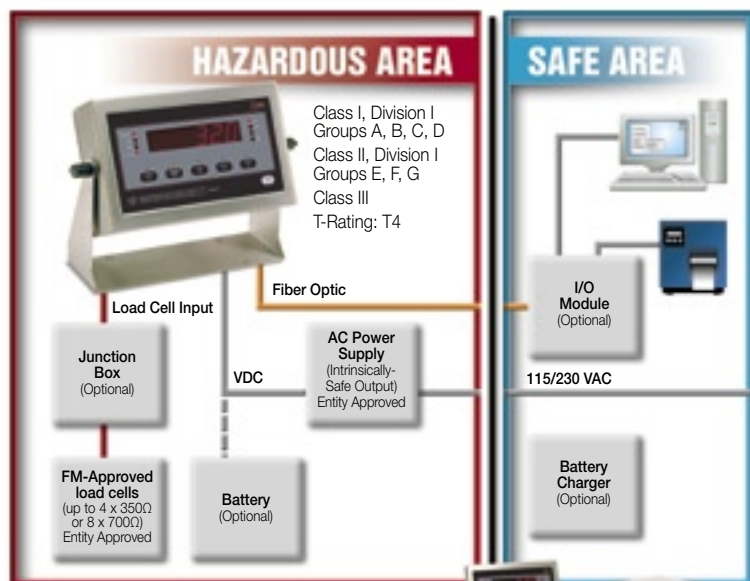 HAZARDOUS AREA
SAFE AREA
Class I, Division I
Groups A, B, C, D
Class II, Division I
Groups E, F, G
Class III
T-Rating: T4
Load Cell Input
Fiber Optic
I/O
Module
(Optional)
Junction
Box
(Optional)
VDC
AC Power
Supply
(Intrinsically-
Safe Output)
Entity Approved
115/230 VAC
FM-Approved
load cells
(up to 4 x 350Ω
or 8 x 700Ω)
Entity Approved
Battery
(Optional)
Battery
Charger
(Optional)